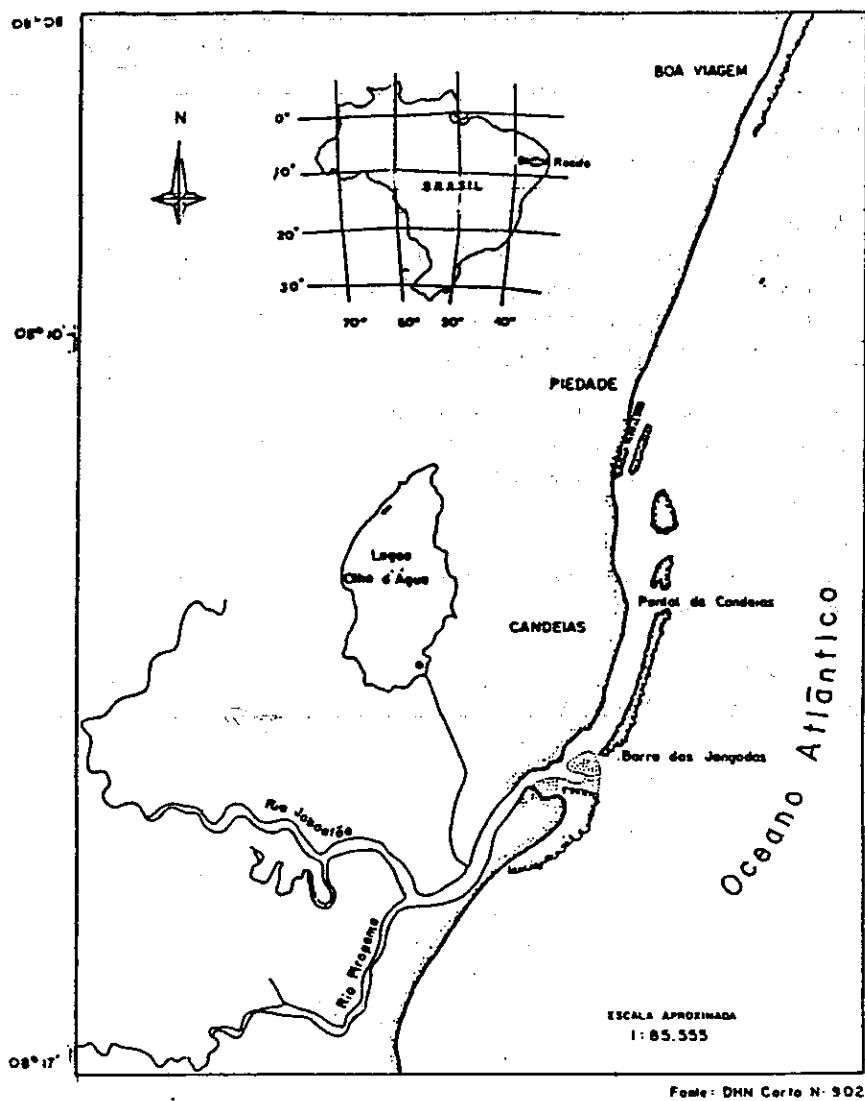 08°08
BOA VIAGEM
N
0°
Recife
10°
BRASIL
20°
30°
70° 60° 50° 40°
08°10'
PIEDADE
Lagoa
Olho d'Água
Pontal de Candeias
CANDEIAS
Oceano Atlântico
Barra das Jangadas
Rio Jaboatão
Rio Pirapama
ESCALA APROXIMADA
1:85.555
08°17'
Fonte: DHN Carta N· 902